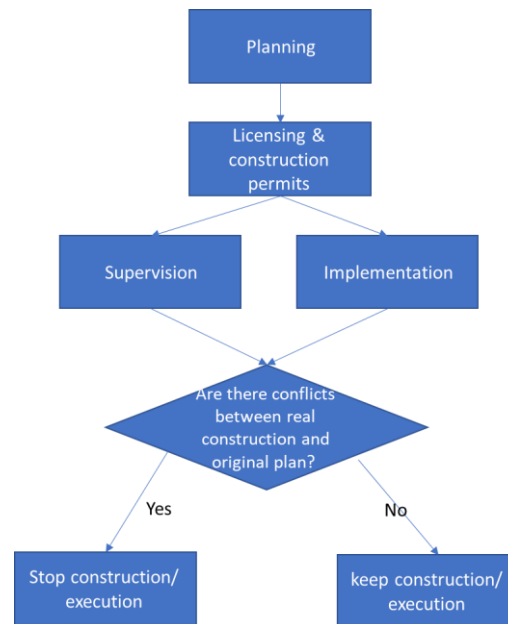 Planning
Licensing &
construction
permits
Supervision
Implementation
Are there conflicts
between real
construction and
original plan?
Yes
No
Stop construction/
execution
keep construction/
execution